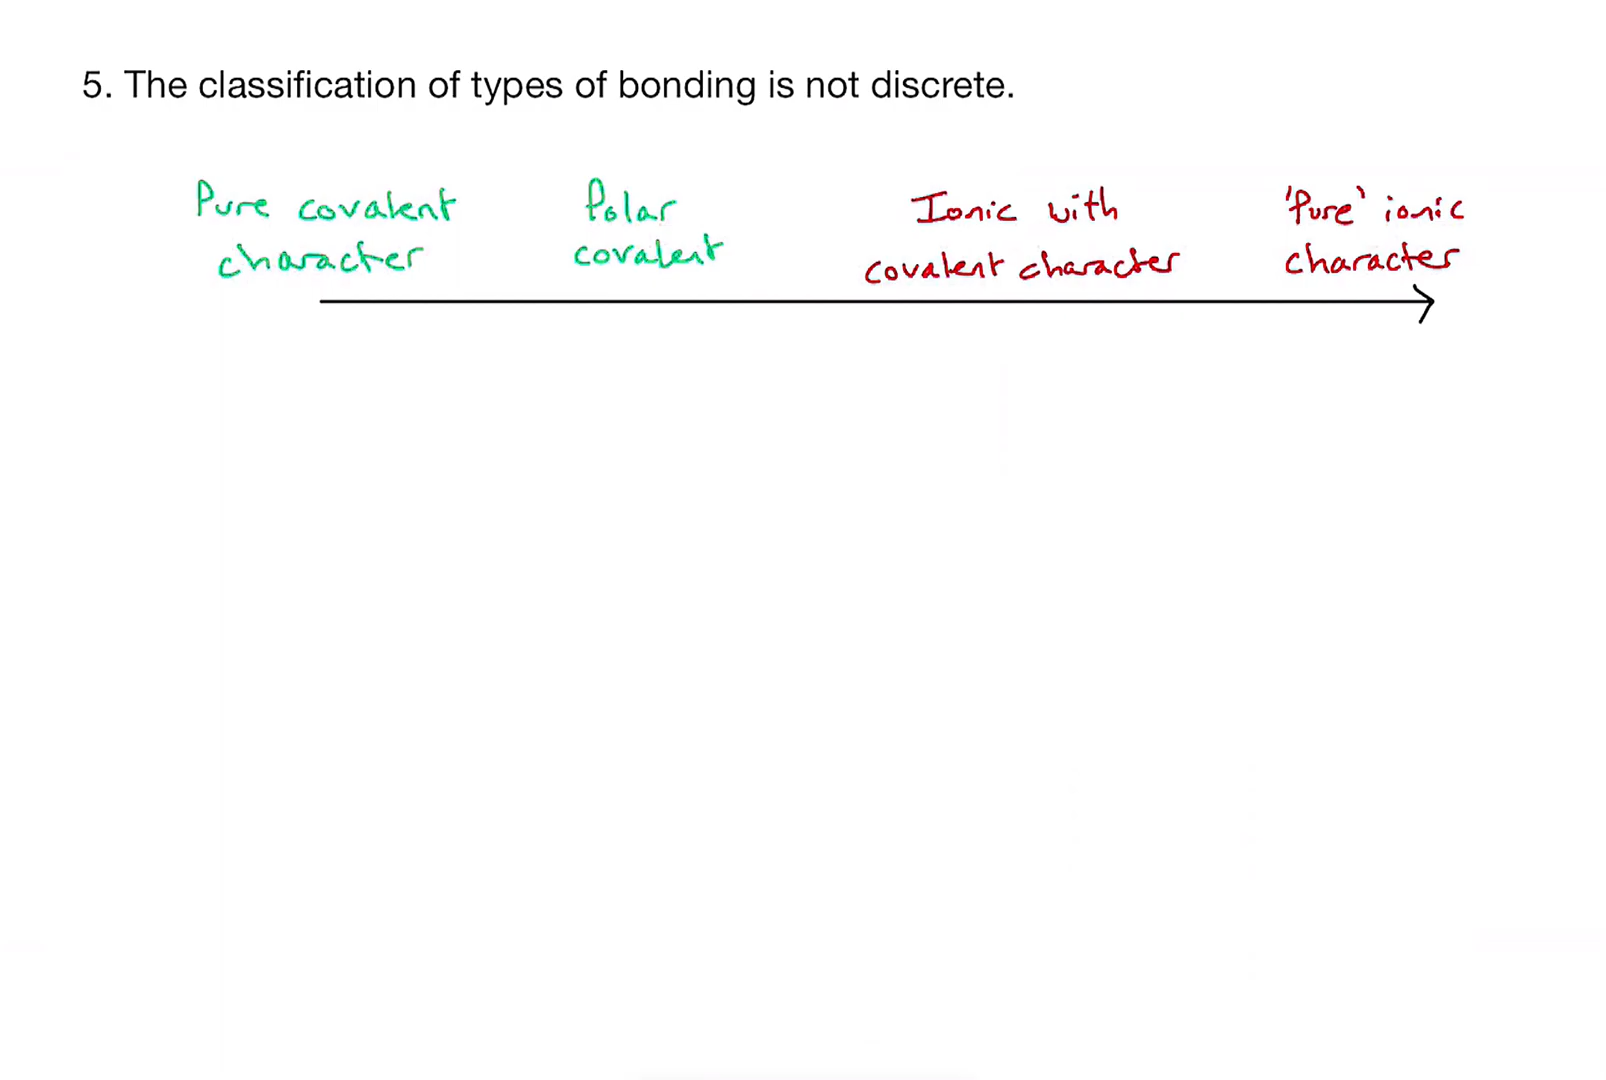 5. The classification of types of bonding is not discrete.
Pure covalent
character
Polar
covalent
Ionic with
covalent character
'Pure' ionic
character